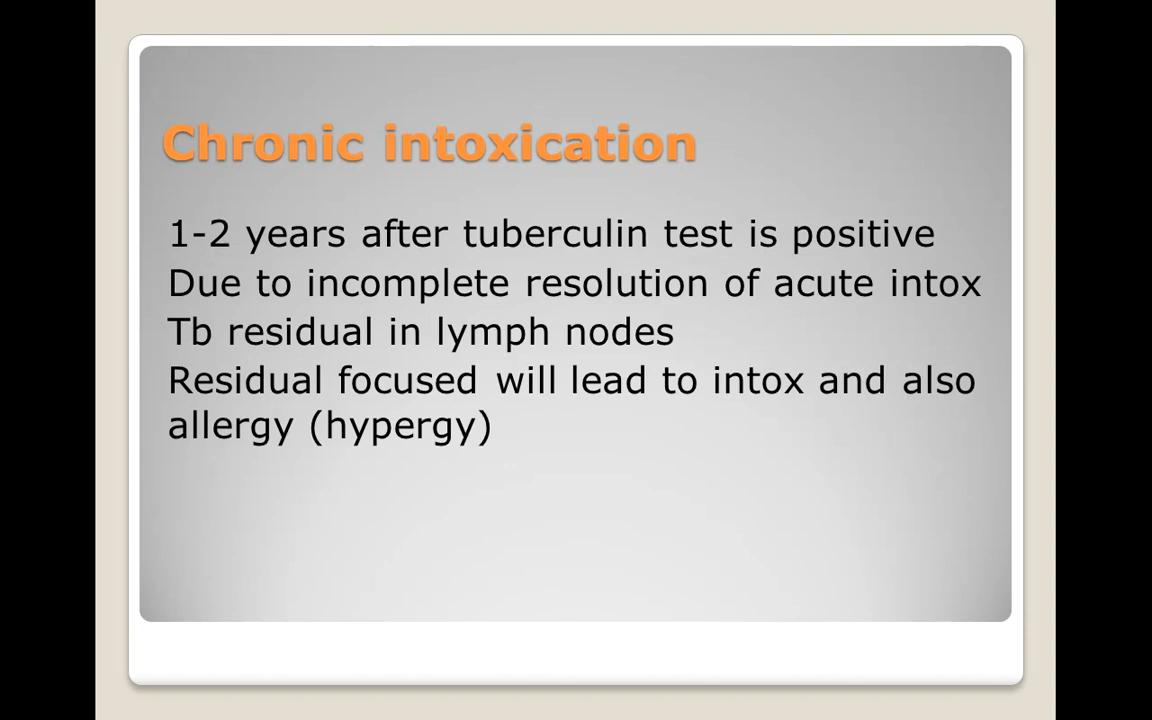 Chronic intoxication
1-2 years after tuberculin test is positive
Due to incomplete resolution of acute intox
Tb residual in lymph nodes
Residual focused will lead to intox and also
allergy (hypergy)